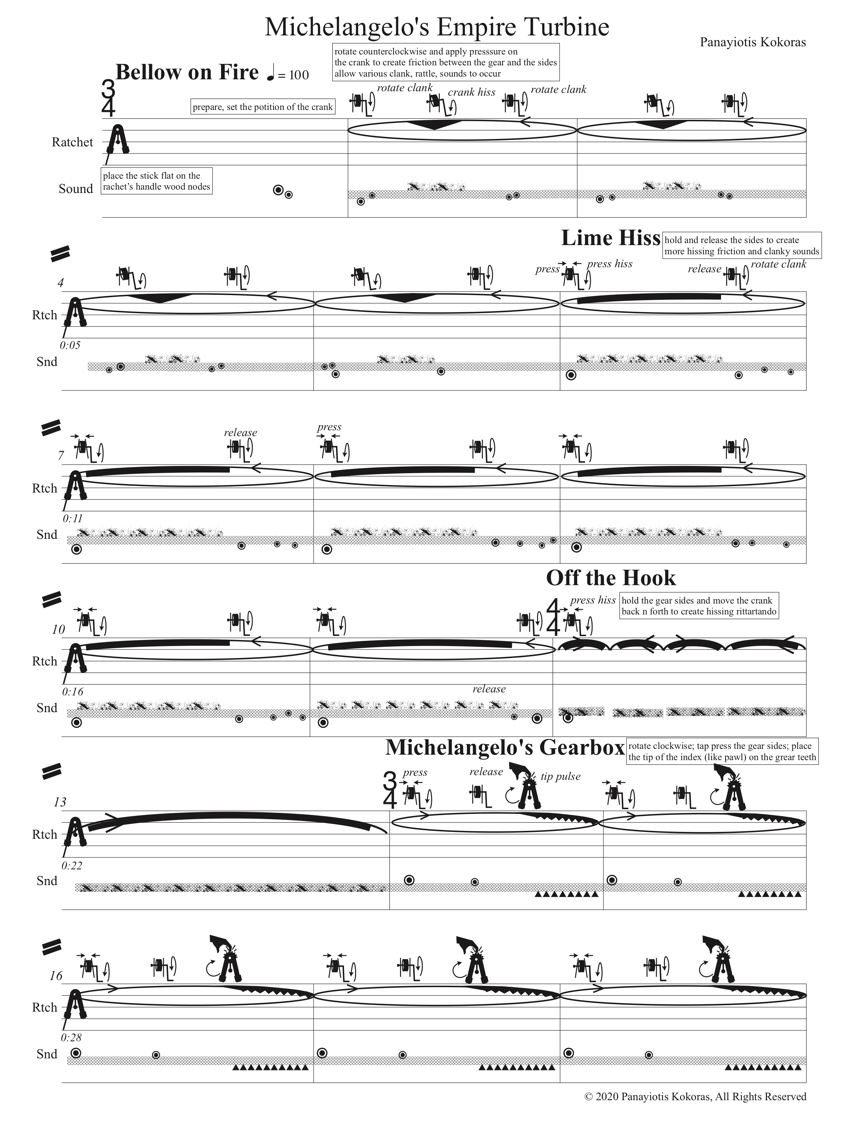 Michelangelo's Empire Turbine
Panayiotis Kokoras
Bellow on Fire ♩ = 100
rotate counterclockwise and apply presssure on
the crank to create friction between the gear and the sides
allow various clank, rattle, sounds to occur
3
4
prepare, set the potition of the crank
rotate clank
crank hiss
rotate clank
Ratchet
place the stick flat on the
rachet's handle wood nodes
Sound
Lime Hiss
hold and release the sides to create
more hissing friction and clanky sounds
4
press
press hiss
release
rotate clank
Rtch
0:05
Snd
7
release
press
Rtch
0:11
Snd
Off the Hook
10
4
4
press hiss
hold the gear sides and move the crank
back n forth to create hissing rittartando
Rtch
0:16
release
Snd
Michelangelo's Gearbox
rotate clockwise; tap press the gear sides; place
the tip of the index (like pawl) on the grear teeth
13
3
4
press
release
tip pulse
Rtch
0:22
Snd
16
Rtch
0:28
Snd
© 2020 Panayiotis Kokoras, All Rights Reserved